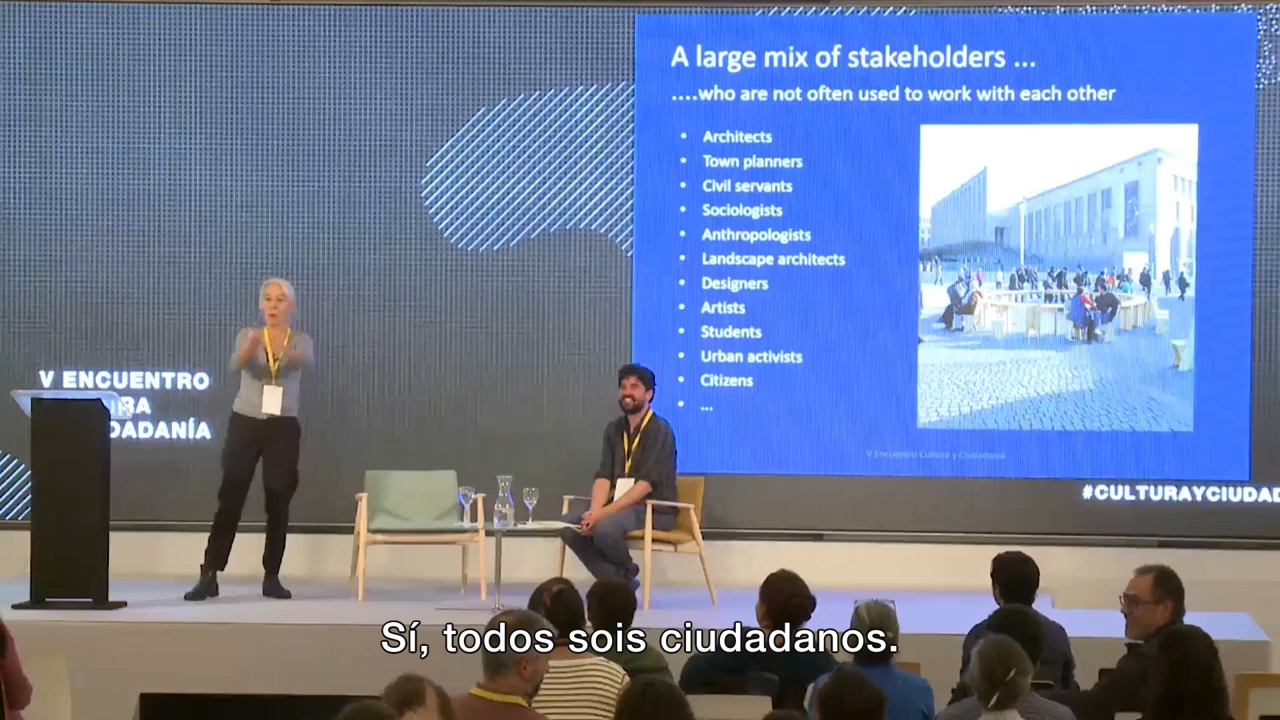 A large mix of stakeholders ...
....who are not often used to work with each other
• Architects
• Town planners
• Civil servants
• Sociologists
• Anthropologists
• Landscape architects
• Designers
• Artists
• Students
• Urban activists
• Citizens
• ...
V Encuentro Cultura y Ciudadanía
V ENCUENTRO
RA
DADANÍA
#CULTURAYCIUDAD
Sí, todos sois ciudadanos.